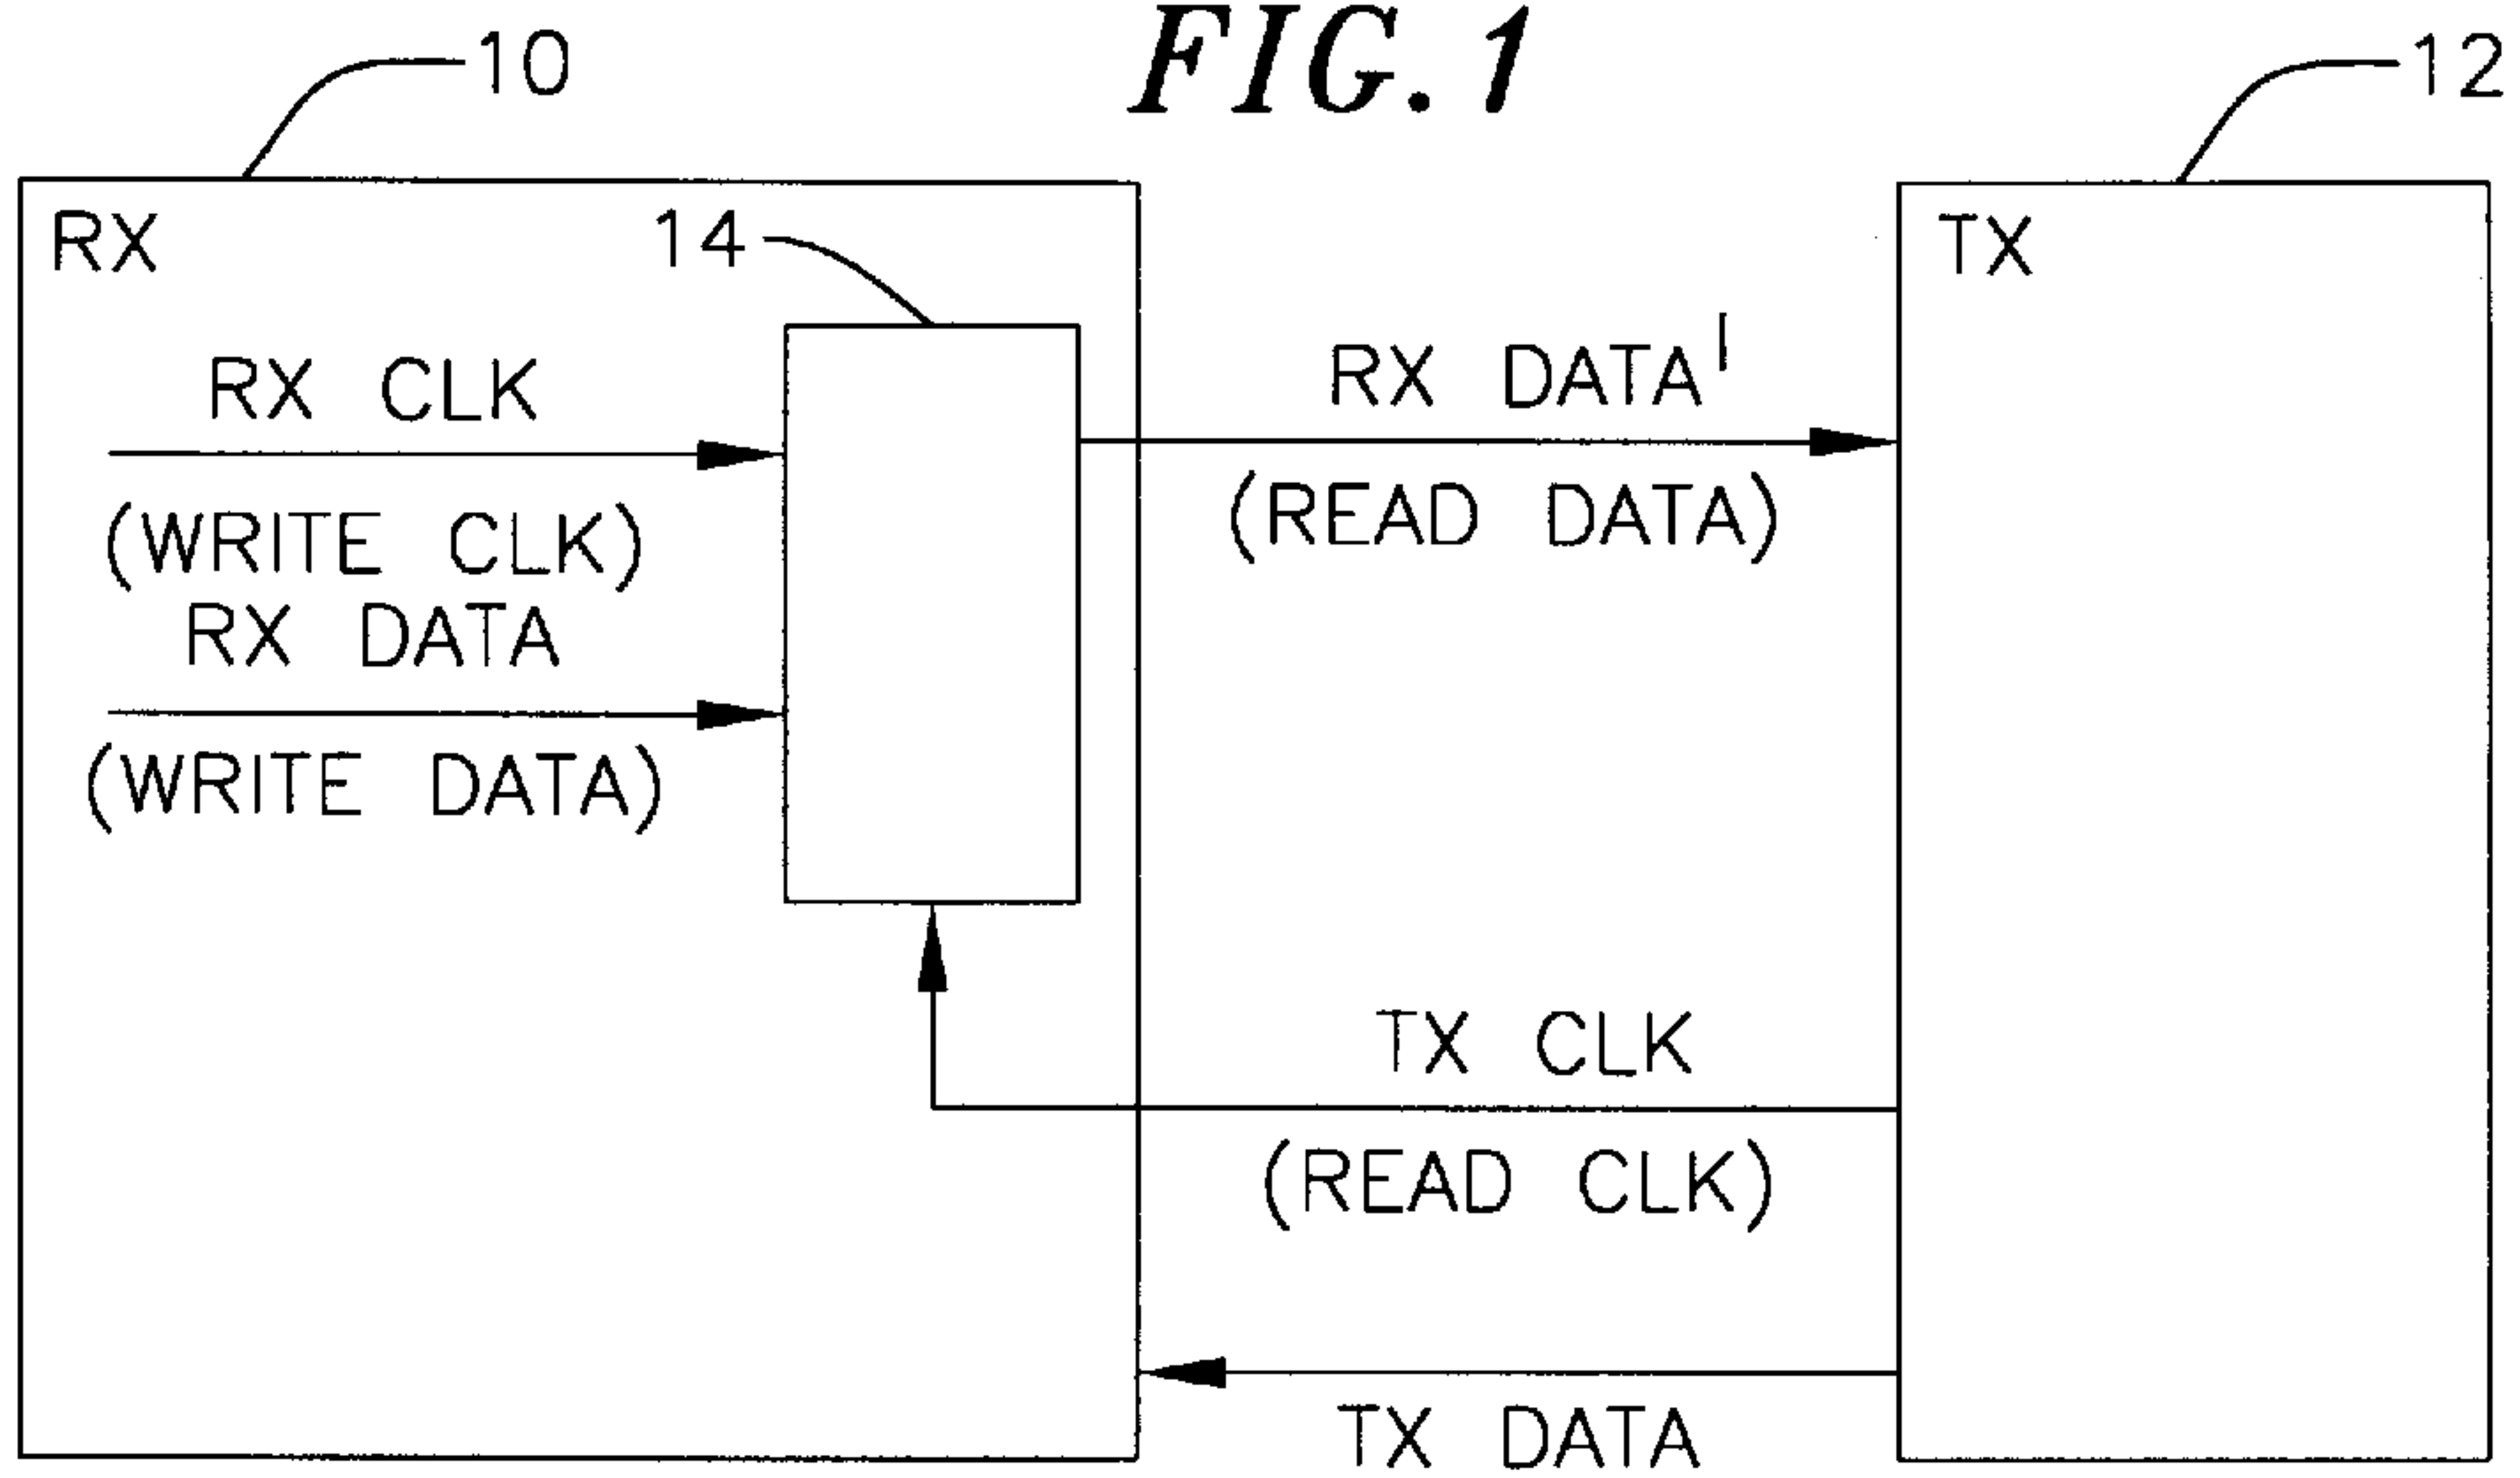 FIG. 1
10
12
RX
14
TX
RX CLK
(WRITE CLK)
RX DATA
(WRITE DATA)
RX DATA'
(READ DATA)
TX CLK
(READ CLK)
TX DATA